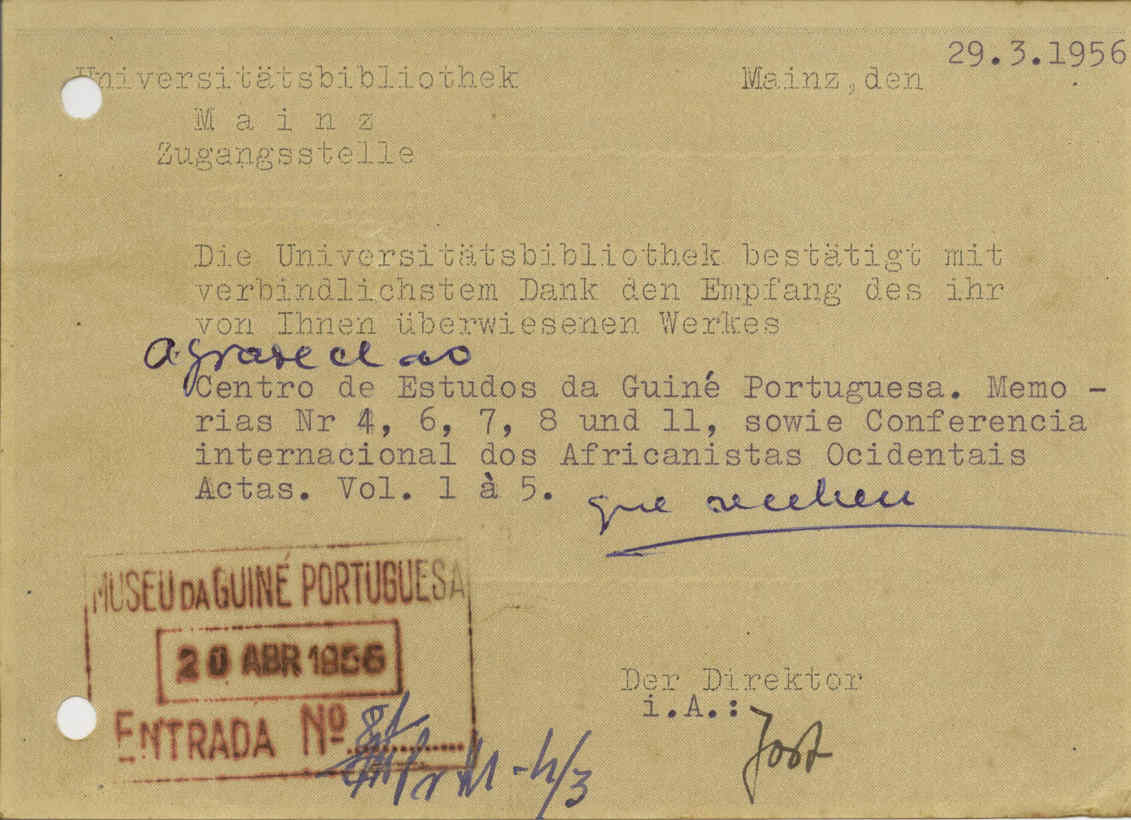 29.3.1956
Universitätsbibliothek Mainz, den
M a i n z
Zugangsstelle
Die Universitätsbibliothek bestätigt mit
verbindlichstem Dank den Empfang des ihr
von Ihnen überwiesenen Werkes
Centro de Estudos da Guiné Portuguesa. Memo -
rias Nr 4, 6, 7, 8 und 11, sowie Conferencia
internacional dos Africanistas Ocidentais
Actas. Vol. 1 à 5.
que recebeu
MUSEU DA GUINÉ PORTUGUESA
20 ABR 1956
ENTRADA Nº
Der Direktor
i.A.:
Jost